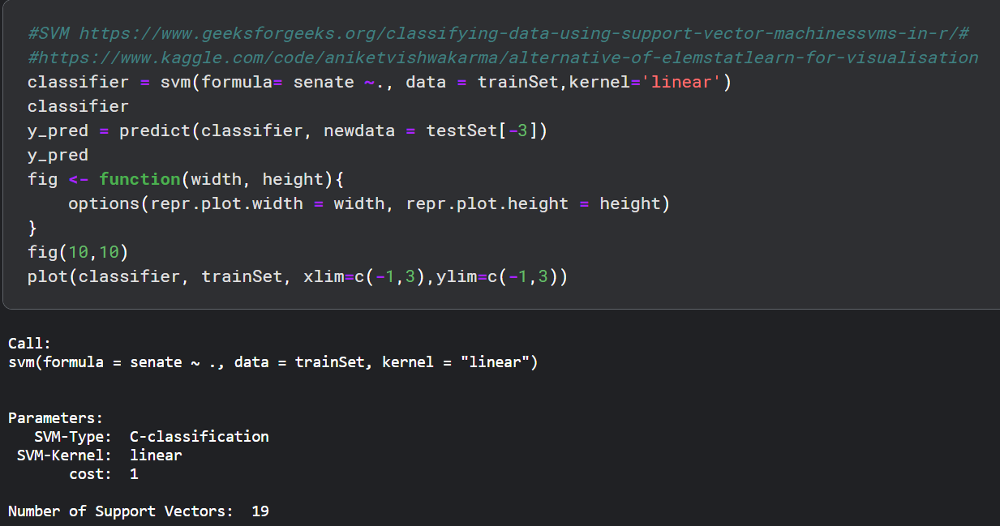 #SVM https://www.geeksforgeeks.org/classifying-data-using-support-vector-machinessvms-in-r/#
#https://www.kaggle.com/code/aniketvishwakarma/alternative-of-elemstatlearn-for-visualisation
classifier = svm(formula= senate ~., data = trainSet,kernel='linear')
classifier
y_pred = predict(classifier, newdata = testSet[-3])
y_pred
fig <- function(width, height){
    options(repr.plot.width = width, repr.plot.height = height)
}
fig(10,10)
plot(classifier, trainSet, xlim=c(-1,3),ylim=c(-1,3))
Call:
svm(formula = senate ~ ., data = trainSet, kernel = "linear")
Parameters:
   SVM-Type:  C-classification
 SVM-Kernel:  linear
       cost:  1
Number of Support Vectors:  19